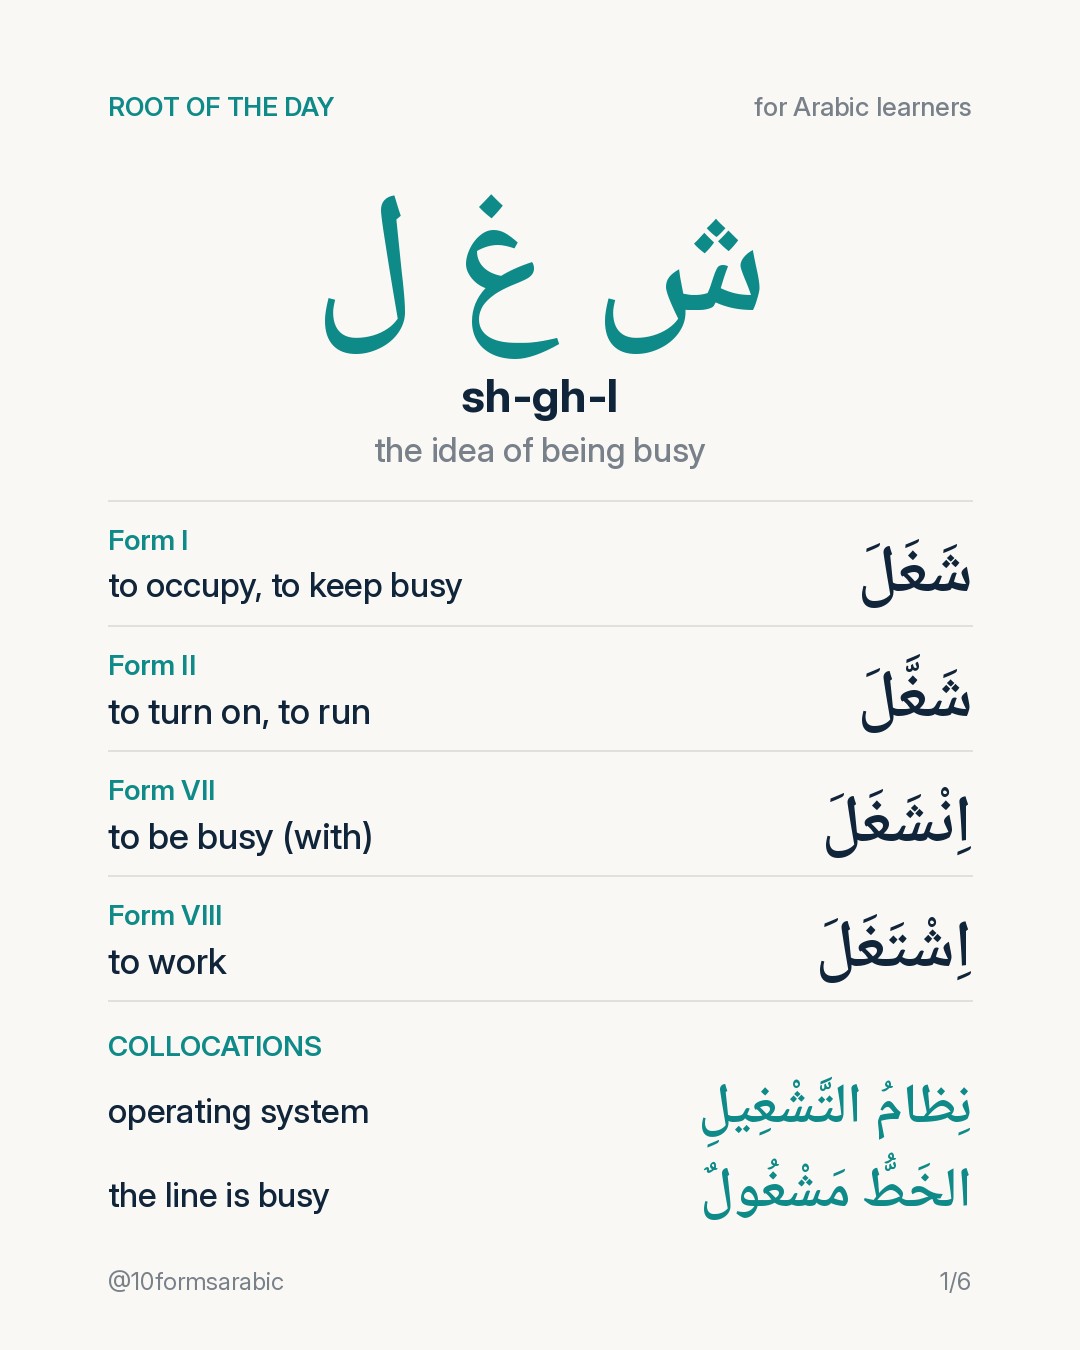 ROOT OF THE DAY
for Arabic learners
ش غ ل
sh-gh-l
the idea of being busy
Form I
to occupy, to keep busy
شَغَلَ
Form II
to turn on, to run
شَغَّلَ
Form VII
to be busy (with)
اِنْشَغَلَ
Form VIII
to work
اِشْتَغَلَ
COLLOCATIONS
operating system
نِظامُ التَّشْغِيلِ
the line is busy
الخَطُّ مَشْغُولٌ
@10formsarabic
1/6